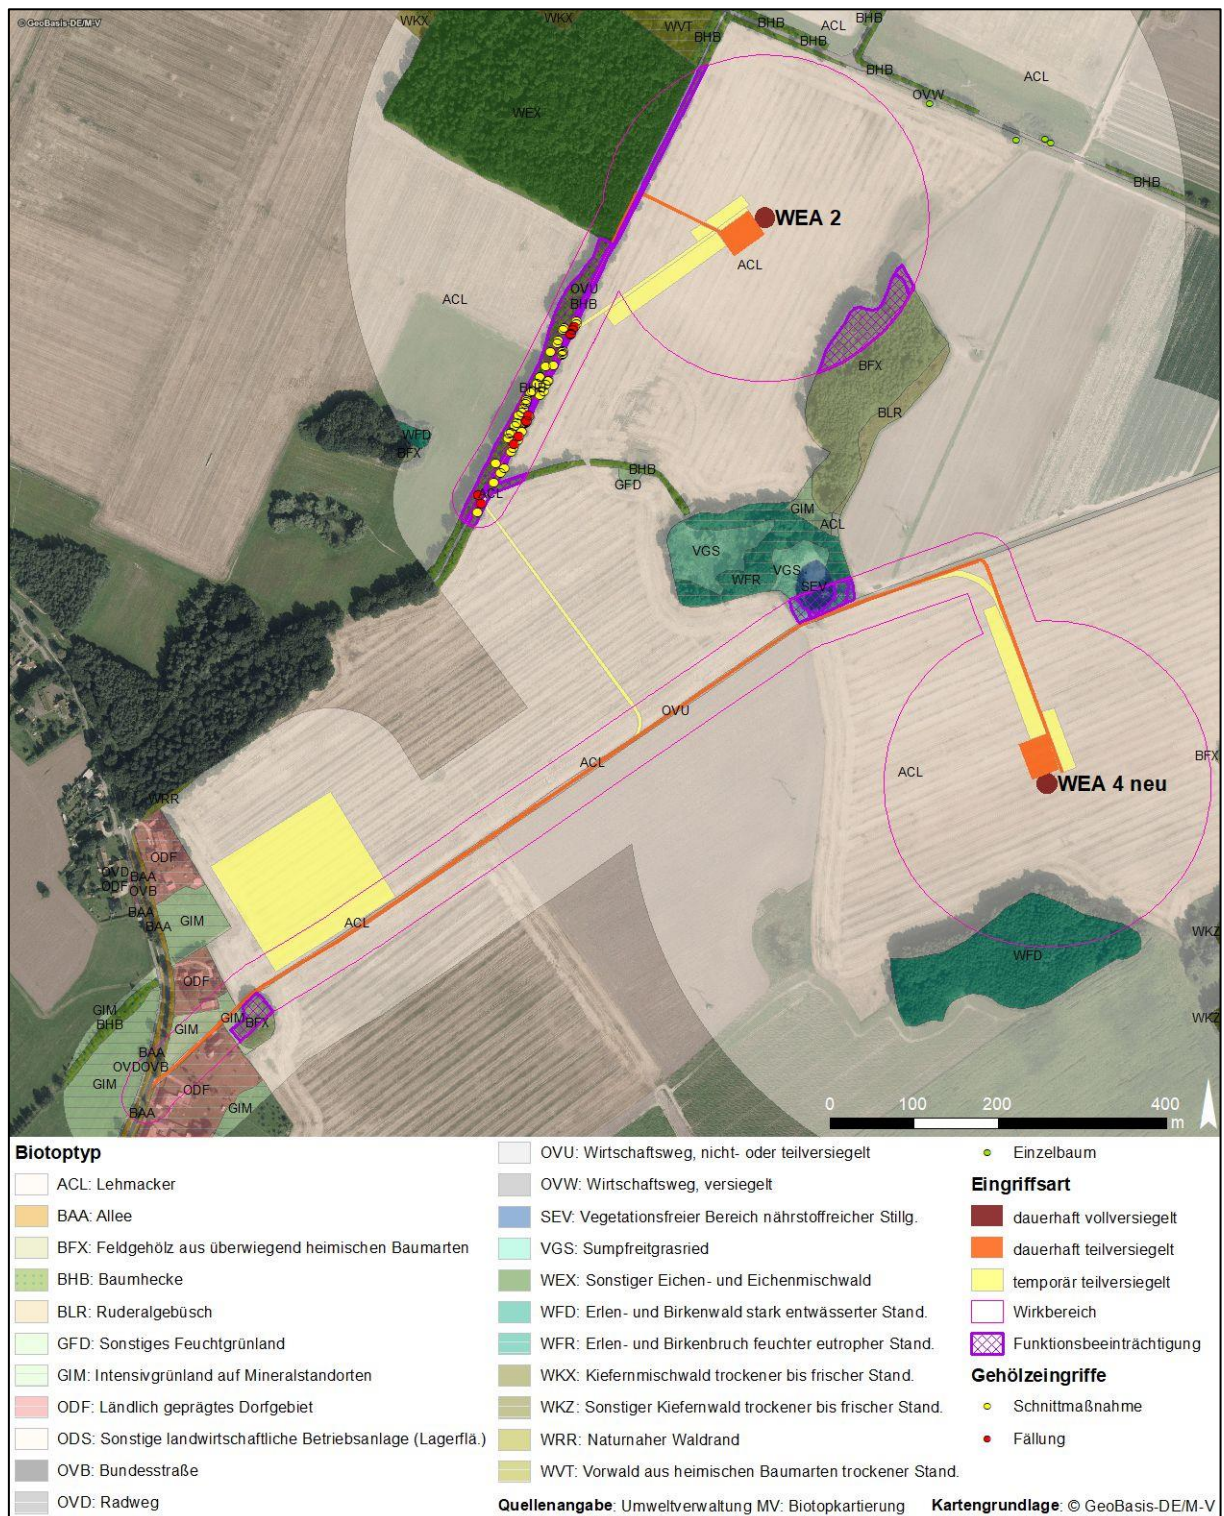 © GeoBasis-DE/M-V
WKX
WKX
WVT
BHB
BHB
ACL
BHB
BHB
BHB
ACL
OVW
WEX
BHB
WEA 2
ACL
ACL
OVU
BHB
BFX
BHB
BLR
WFD
BFX
BHB
GFD
ACL
GIM
ACL
VGS
VGS
WFR
SEV
OVU
ACL
ACL
BFX
WEA 4 neu
WRR
ODF
OVD
BAA
ODF
OVB
BAA
BAA
GIM
ACL
WKZ
WFD
ODF
GIM
BHB
GIM
GIM
BFX
WKZ
BAA
OVDOVB
GIM
ODF
GIM
BAA
0 100 200 400
m
Biotoptyp
ACL: Lehmacker
BAA: Allee
BFX: Feldgehölz aus überwiegend heimischen Baumarten
BHB: Baumhecke
BLR: Ruderalgebüsch
GFD: Sonstiges Feuchtgrünland
GIM: Intensivgrünland auf Mineralstandorten
ODF: Ländlich geprägtes Dorfgebiet
ODS: Sonstige landwirtschaftliche Betriebsanlage (Lagerflä.)
OVB: Bundesstraße
OVD: Radweg
OVU: Wirtschaftsweg, nicht- oder teilversiegelt
OVW: Wirtschaftsweg, versiegelt
SEV: Vegetationsfreier Bereich nährstoffreicher Stillg.
VGS: Sumpfreitgrasried
WEX: Sonstiger Eichen- und Eichenmischwald
WFD: Erlen- und Birkenwald stark entwässerter Stand.
WFR: Erlen- und Birkenbruch feuchter eutropher Stand.
WKX: Kiefernmischwald trockener bis frischer Stand.
WKZ: Sonstiger Kiefernwald trockener bis frischer Stand.
WRR: Naturnaher Waldrand
WVT: Vorwald aus heimischen Baumarten trockener Stand.
Einzelbaum
Eingriffsart
dauerhaft vollversiegelt
dauerhaft teilversiegelt
temporär teilversiegelt
Wirkbereich
Funktionsbeeinträchtigung
Gehölzeingriffe
Schnittmaßnahme
Fällung
Quellenangabe: Umweltverwaltung MV: Biotopkartierung Kartengrundlage: © GeoBasis-DE/M-V